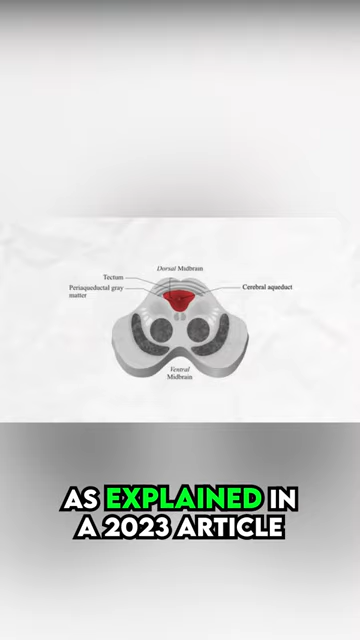 Dorsal Midbrain
Tectum
Periaqueductal gray
matter
Cerebral aqueduct
Ventral
Midbrain
AS EXPLAINED IN
A 2023 ARTICLE